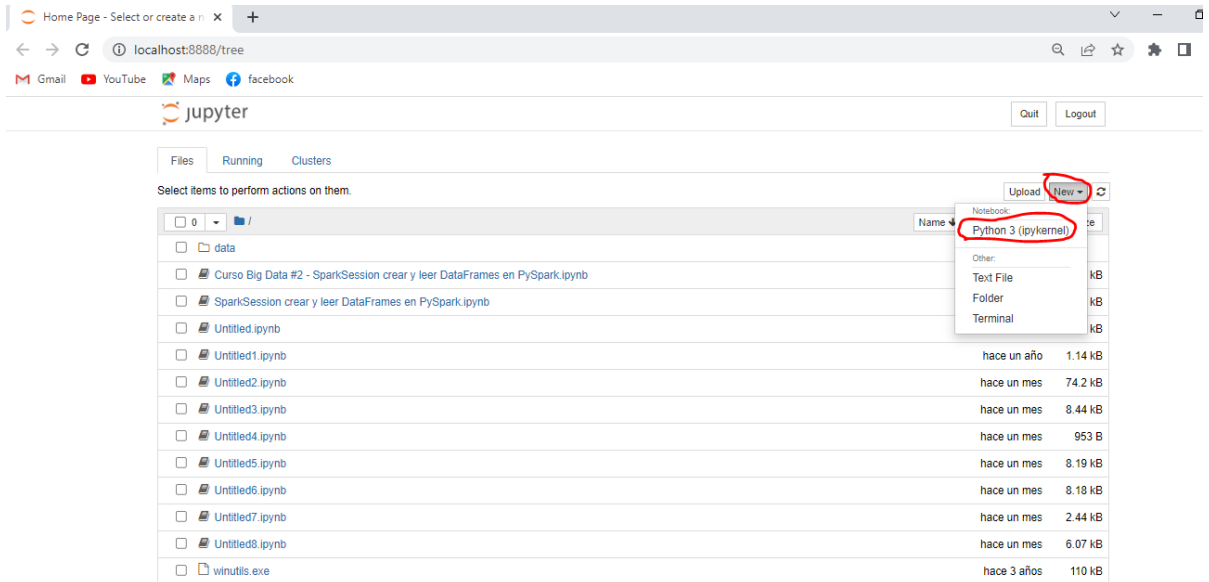 Home Page - Select or create a n
localhost:8888/tree
Gmail YouTube Maps facebook
jupyter Quit Logout
Files Running Clusters
Select items to perform actions on them. Upload New
0 / Name
Notebook:
Python 3 (ipykernel)
Other:
Text File
Folder
Terminal
data
Curso Big Data #2 - SparkSession crear y leer DataFrames en PySpark.ipynb kB
SparkSession crear y leer DataFrames en PySpark.ipynb kB
Untitled.ipynb kB
Untitled1.ipynb hace un año 1.14 kB
Untitled2.ipynb hace un mes 74.2 kB
Untitled3.ipynb hace un mes 8.44 kB
Untitled4.ipynb hace un mes 953 B
Untitled5.ipynb hace un mes 8.19 kB
Untitled6.ipynb hace un mes 8.18 kB
Untitled7.ipynb hace un mes 2.44 kB
Untitled8.ipynb hace un mes 6.07 kB
winutils.exe hace 3 años 110 kB